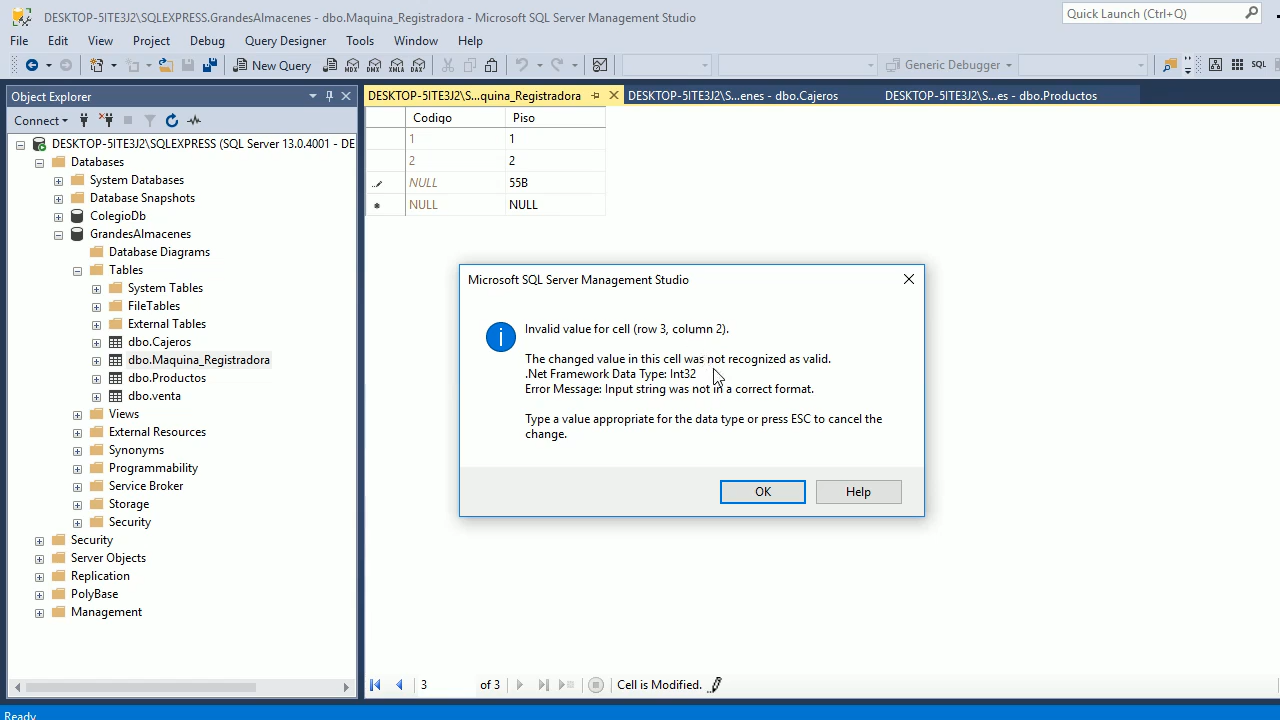 DESKTOP-5ITE3J2\SQLEXPRESS.GrandesAlmacenes - dbo.Maquina_Registradora - Microsoft SQL Server Management Studio
Quick Launch (Ctrl+Q)
File Edit View Project Debug Query Designer Tools Window Help
New Query
MDX DMX XMLA DAX
Generic Debugger
SQL
Object Explorer
DESKTOP-5ITE3J2\S...quina_Registradora
DESKTOP-5ITE3J2\S...enes - dbo.Cajeros
DESKTOP-5ITE3J2\S...es - dbo.Productos
Connect
DESKTOP-5ITE3J2\SQLEXPRESS (SQL Server 13.0.4001 - DE
Databases
System Databases
Database Snapshots
ColegioDb
GrandesAlmacenes
Database Diagrams
Tables
System Tables
FileTables
External Tables
dbo.Cajeros
dbo.Maquina_Registradora
dbo.Productos
dbo.venta
Views
External Resources
Synonyms
Programmability
Service Broker
Storage
Security
Security
Server Objects
Replication
PolyBase
Management
Codigo Piso
1 1
2 2
NULL 55B
NULL NULL
Microsoft SQL Server Management Studio
Invalid value for cell (row 3, column 2).
The changed value in this cell was not recognized as valid.
.Net Framework Data Type: Int32
Error Message: Input string was not in a correct format.
Type a value appropriate for the data type or press ESC to cancel the
change.
OK
Help
3 of 3 Cell is Modified.
Ready